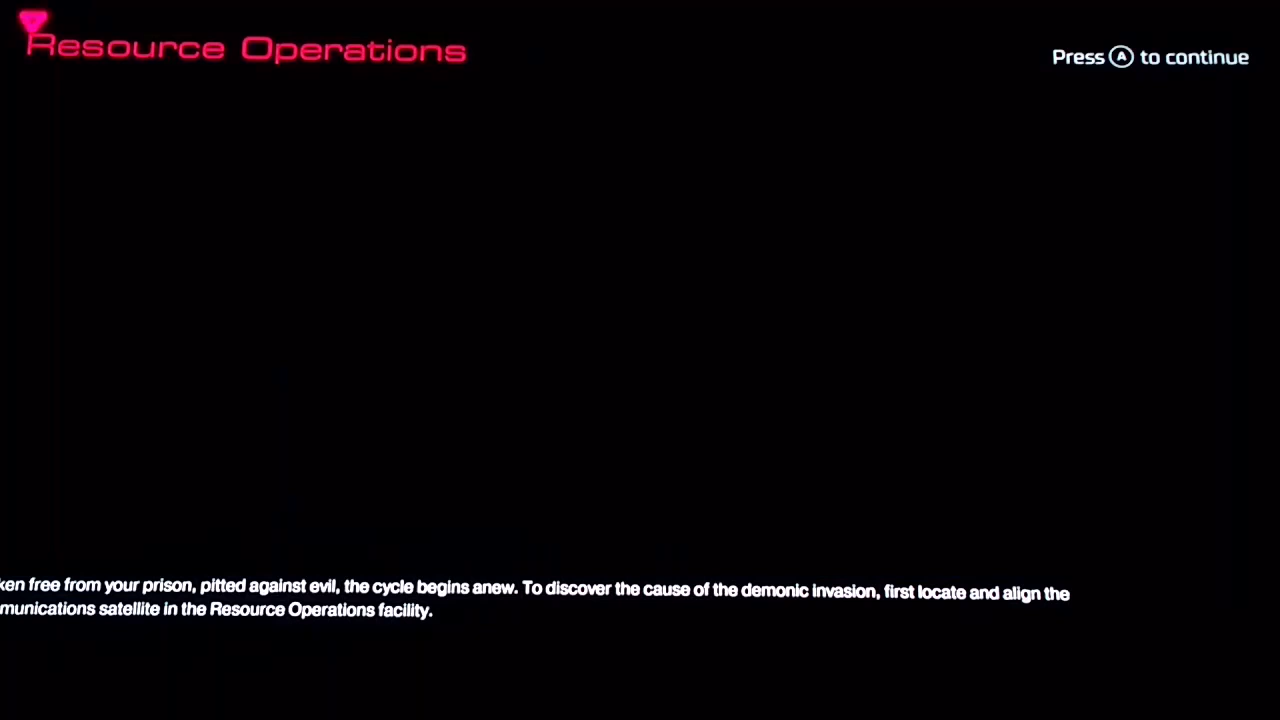 Resource Operations
Press A to continue
ken free from your prison, pitted against evil, the cycle begins anew. To discover the cause of the demonic invasion, first locate and align the
munications satellite in the Resource Operations facility.